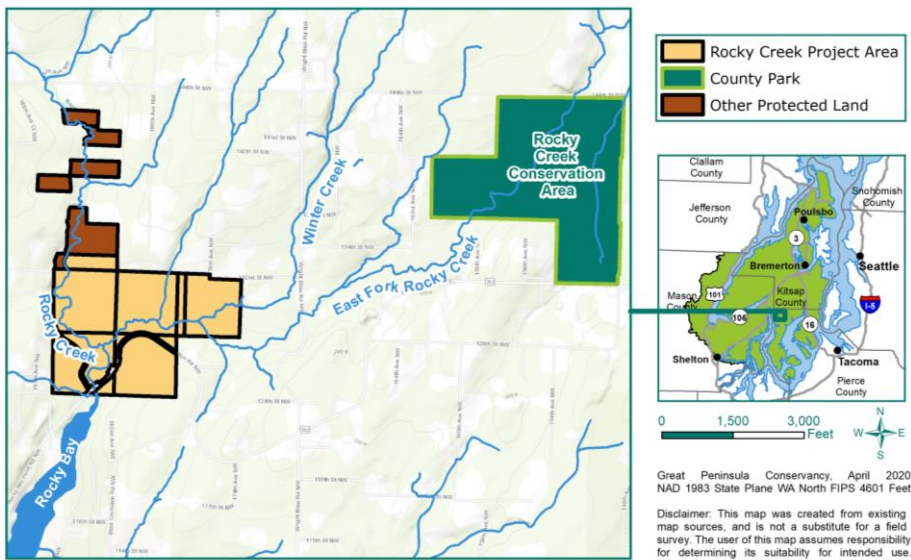 Rocky Creek Project Area
County Park
Other Protected Land
Rocky
Creek
Conservation
Area
Winter Creek
East Fork Rocky Creek
Rocky Creek
Rocky Bay
Clallam
County
Jefferson
County
Snohomish
County
Poulsbo
3
Bremerton
Seattle
101
Mason
County
Kitsap
County
106
16
I-5
Shelton
Tacoma
Pierce
County
0 1,500 3,000
Feet
N
W E
S
Great Peninsula Conservancy, April 2020
NAD 1983 State Plane WA North FIPS 4601 Feet
Disclaimer: This map was created from existing
map sources, and is not a substitute for a field
survey. The user of this map assumes responsibility
for determining its suitability for intended use